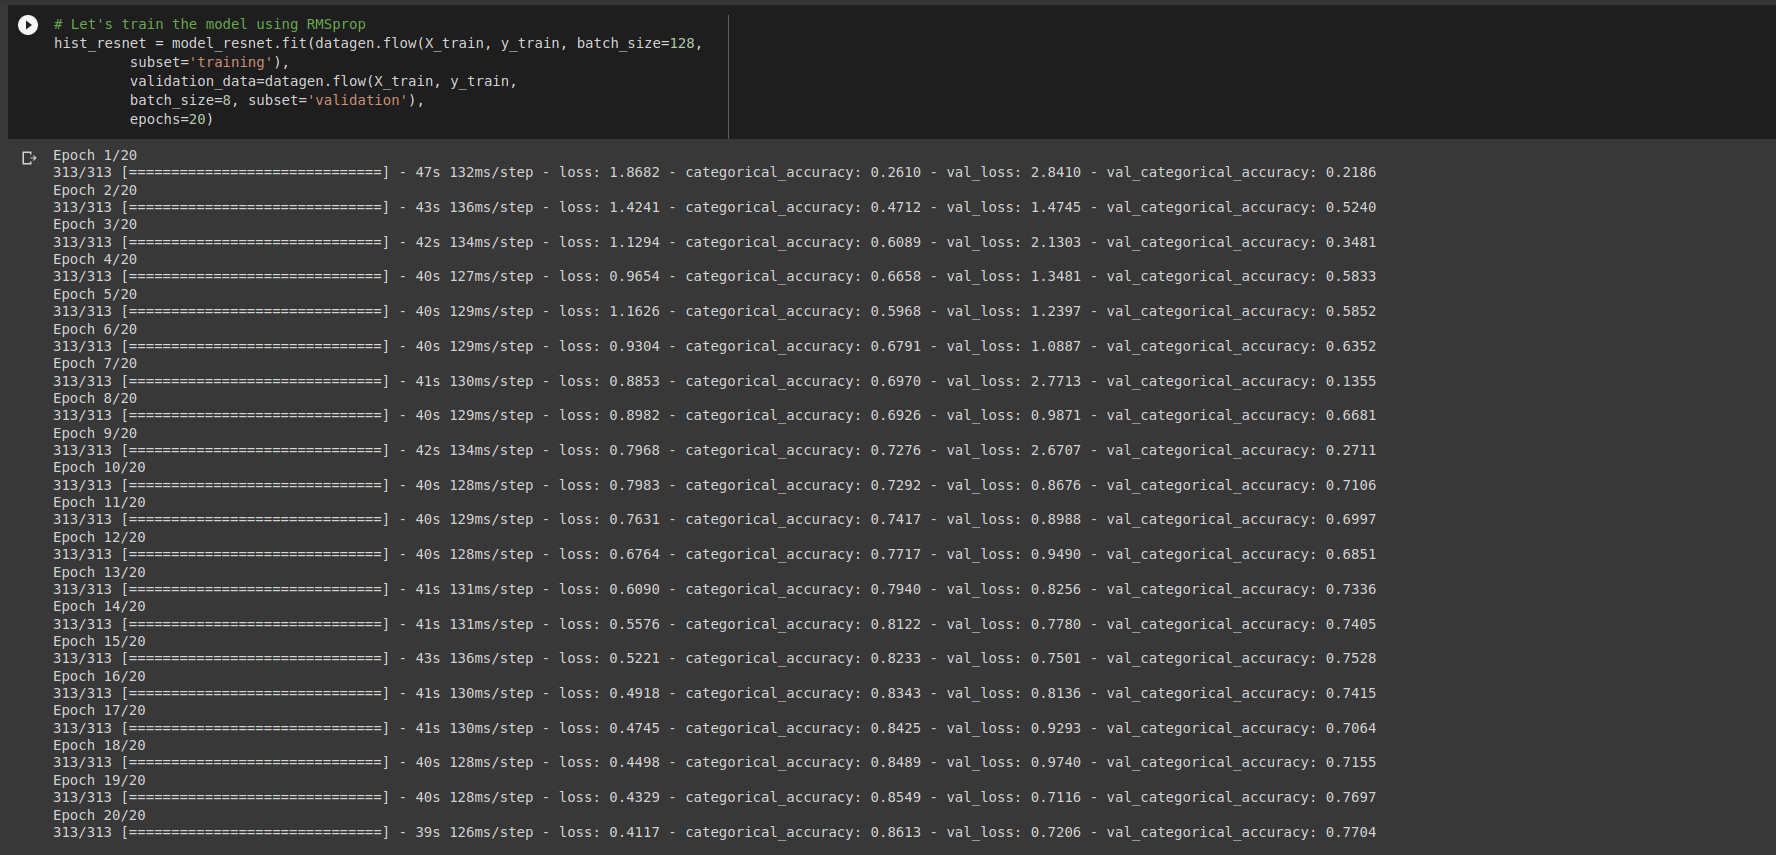 # Let's train the model using RMSprop
hist_resnet = model_resnet.fit(datagen.flow(X_train, y_train, batch_size=128,
         subset='training'),
         validation_data=datagen.flow(X_train, y_train,
         batch_size=8, subset='validation'),
         epochs=20)
Epoch 1/20
313/313 [==============================] - 47s 132ms/step - loss: 1.8682 - categorical_accuracy: 0.2610 - val_loss: 2.8410 - val_categorical_accuracy: 0.2186
Epoch 2/20
313/313 [==============================] - 43s 136ms/step - loss: 1.4241 - categorical_accuracy: 0.4712 - val_loss: 1.4745 - val_categorical_accuracy: 0.5240
Epoch 3/20
313/313 [==============================] - 42s 134ms/step - loss: 1.1294 - categorical_accuracy: 0.6089 - val_loss: 2.1303 - val_categorical_accuracy: 0.3481
Epoch 4/20
313/313 [==============================] - 40s 127ms/step - loss: 0.9654 - categorical_accuracy: 0.6658 - val_loss: 1.3481 - val_categorical_accuracy: 0.5833
Epoch 5/20
313/313 [==============================] - 40s 129ms/step - loss: 1.1626 - categorical_accuracy: 0.5968 - val_loss: 1.2397 - val_categorical_accuracy: 0.5852
Epoch 6/20
313/313 [==============================] - 40s 129ms/step - loss: 0.9304 - categorical_accuracy: 0.6791 - val_loss: 1.0887 - val_categorical_accuracy: 0.6352
Epoch 7/20
313/313 [==============================] - 41s 130ms/step - loss: 0.8853 - categorical_accuracy: 0.6970 - val_loss: 2.7713 - val_categorical_accuracy: 0.1355
Epoch 8/20
313/313 [==============================] - 40s 129ms/step - loss: 0.8982 - categorical_accuracy: 0.6926 - val_loss: 0.9871 - val_categorical_accuracy: 0.6681
Epoch 9/20
313/313 [==============================] - 42s 134ms/step - loss: 0.7968 - categorical_accuracy: 0.7276 - val_loss: 2.6707 - val_categorical_accuracy: 0.2711
Epoch 10/20
313/313 [==============================] - 40s 128ms/step - loss: 0.7983 - categorical_accuracy: 0.7292 - val_loss: 0.8676 - val_categorical_accuracy: 0.7106
Epoch 11/20
313/313 [==============================] - 40s 129ms/step - loss: 0.7631 - categorical_accuracy: 0.7417 - val_loss: 0.8988 - val_categorical_accuracy: 0.6997
Epoch 12/20
313/313 [==============================] - 40s 128ms/step - loss: 0.6764 - categorical_accuracy: 0.7717 - val_loss: 0.9490 - val_categorical_accuracy: 0.6851
Epoch 13/20
313/313 [==============================] - 41s 131ms/step - loss: 0.6090 - categorical_accuracy: 0.7940 - val_loss: 0.8256 - val_categorical_accuracy: 0.7336
Epoch 14/20
313/313 [==============================] - 41s 131ms/step - loss: 0.5576 - categorical_accuracy: 0.8122 - val_loss: 0.7780 - val_categorical_accuracy: 0.7405
Epoch 15/20
313/313 [==============================] - 43s 136ms/step - loss: 0.5221 - categorical_accuracy: 0.8233 - val_loss: 0.7501 - val_categorical_accuracy: 0.7528
Epoch 16/20
313/313 [==============================] - 41s 130ms/step - loss: 0.4918 - categorical_accuracy: 0.8343 - val_loss: 0.8136 - val_categorical_accuracy: 0.7415
Epoch 17/20
313/313 [==============================] - 41s 130ms/step - loss: 0.4745 - categorical_accuracy: 0.8425 - val_loss: 0.9293 - val_categorical_accuracy: 0.7064
Epoch 18/20
313/313 [==============================] - 40s 128ms/step - loss: 0.4498 - categorical_accuracy: 0.8489 - val_loss: 0.9740 - val_categorical_accuracy: 0.7155
Epoch 19/20
313/313 [==============================] - 40s 128ms/step - loss: 0.4329 - categorical_accuracy: 0.8549 - val_loss: 0.7116 - val_categorical_accuracy: 0.7697
Epoch 20/20
313/313 [==============================] - 39s 126ms/step - loss: 0.4117 - categorical_accuracy: 0.8613 - val_loss: 0.7206 - val_categorical_accuracy: 0.7704